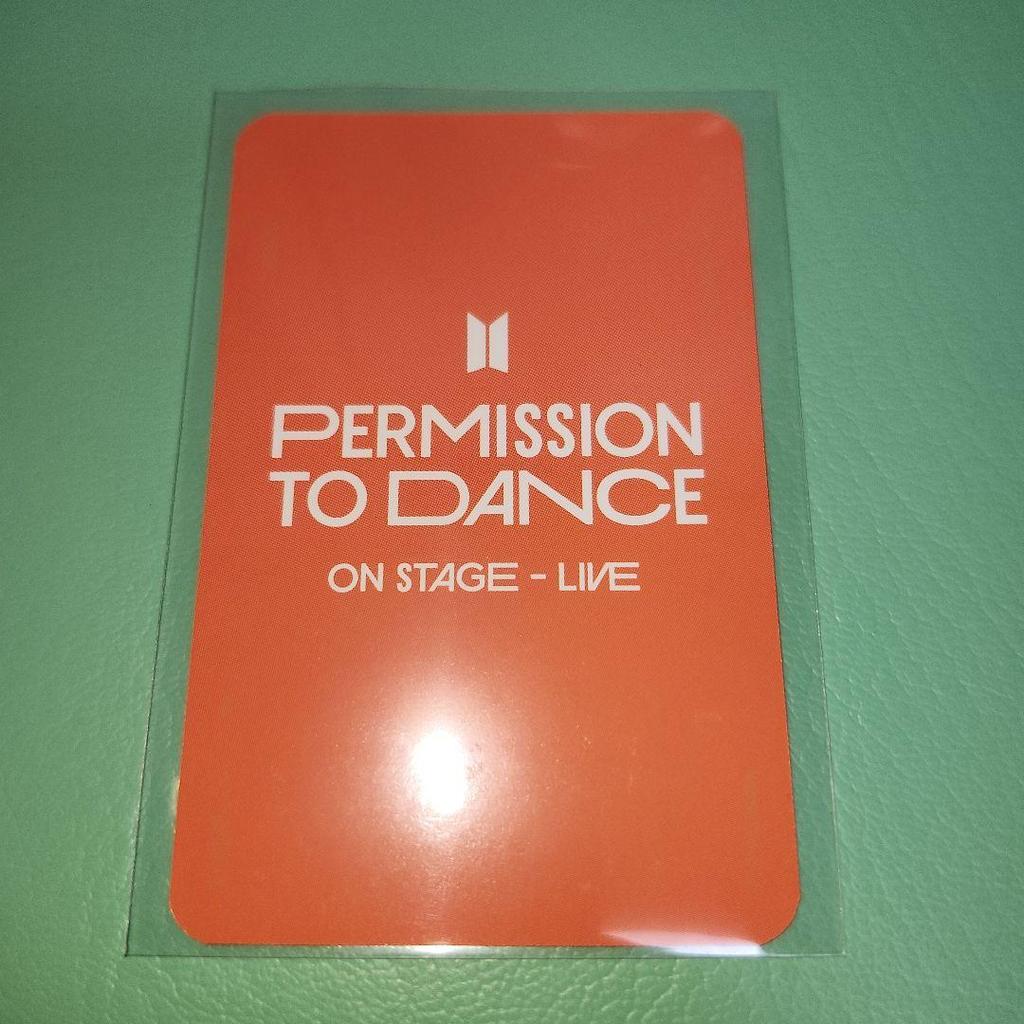 PERMISSION
TO DANCE
ON STAGE - LIVE